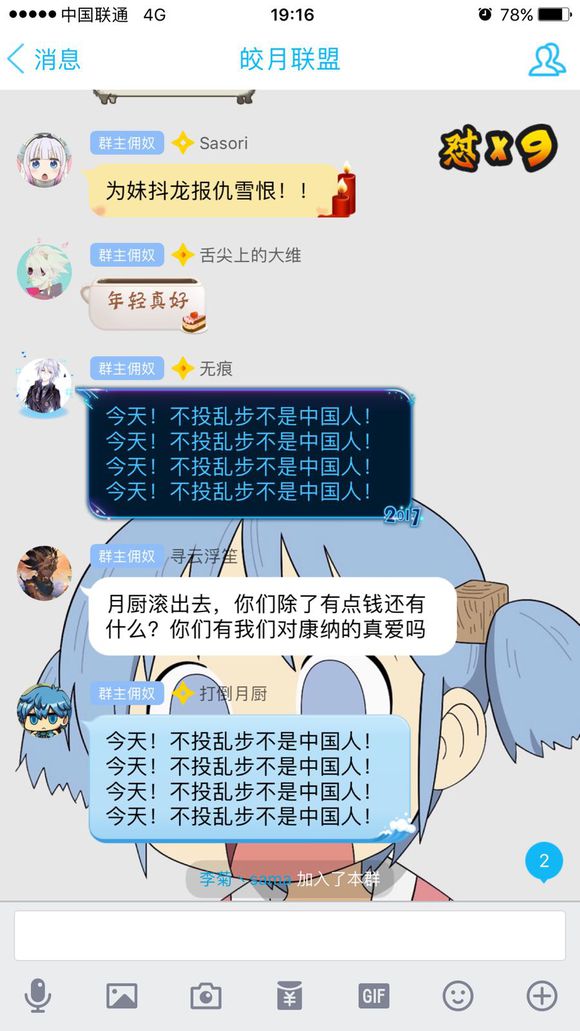 中国联通 4G 19:16 78%
消息 皎月联盟
群主佣奴 Sasori
怼x9
为妹抖龙报仇雪恨！！
群主佣奴 舌尖上的大维
年轻真好
群主佣奴 无痕
今天！不投乱步不是中国人！
今天！不投乱步不是中国人！
今天！不投乱步不是中国人！
今天！不投乱步不是中国人！
2017
群主佣奴 寻云浮笙
月厨滚出去，你们除了有点钱还有
什么？你们有我们对康纳的真爱吗
群主佣奴 打倒月厨
今天！不投乱步不是中国人！
今天！不投乱步不是中国人！
今天！不投乱步不是中国人！
今天！不投乱步不是中国人！
2
李菊丶sama 加入了本群
¥
GIF